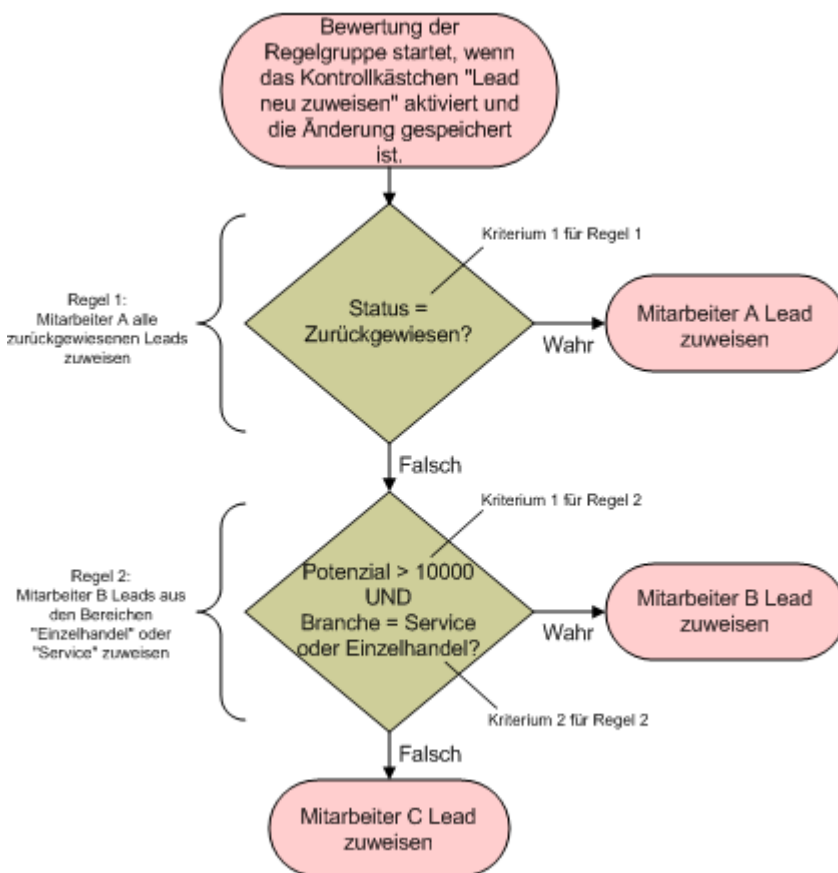 Bewertung der
Regelgruppe startet, wenn
das Kontrollkästchen "Lead
neu zuweisen" aktiviert und
die Änderung gespeichert
ist.
Kriterium 1 für Regel 1
Regel 1:
Mitarbeiter A alle
zurückgewiesenen Leads
zuweisen
Status =
Zurückgewiesen?
Wahr
Mitarbeiter A Lead
zuweisen
Falsch
Kriterium 1 für Regel 2
Regel 2:
Mitarbeiter B Leads aus
den Bereichen
"Einzelhandel" oder
"Service" zuweisen
Potenzial > 10000
UND
Branche = Service
oder Einzelhandel?
Wahr
Mitarbeiter B Lead
zuweisen
Kriterium 2 für Regel 2
Falsch
Mitarbeiter C Lead
zuweisen